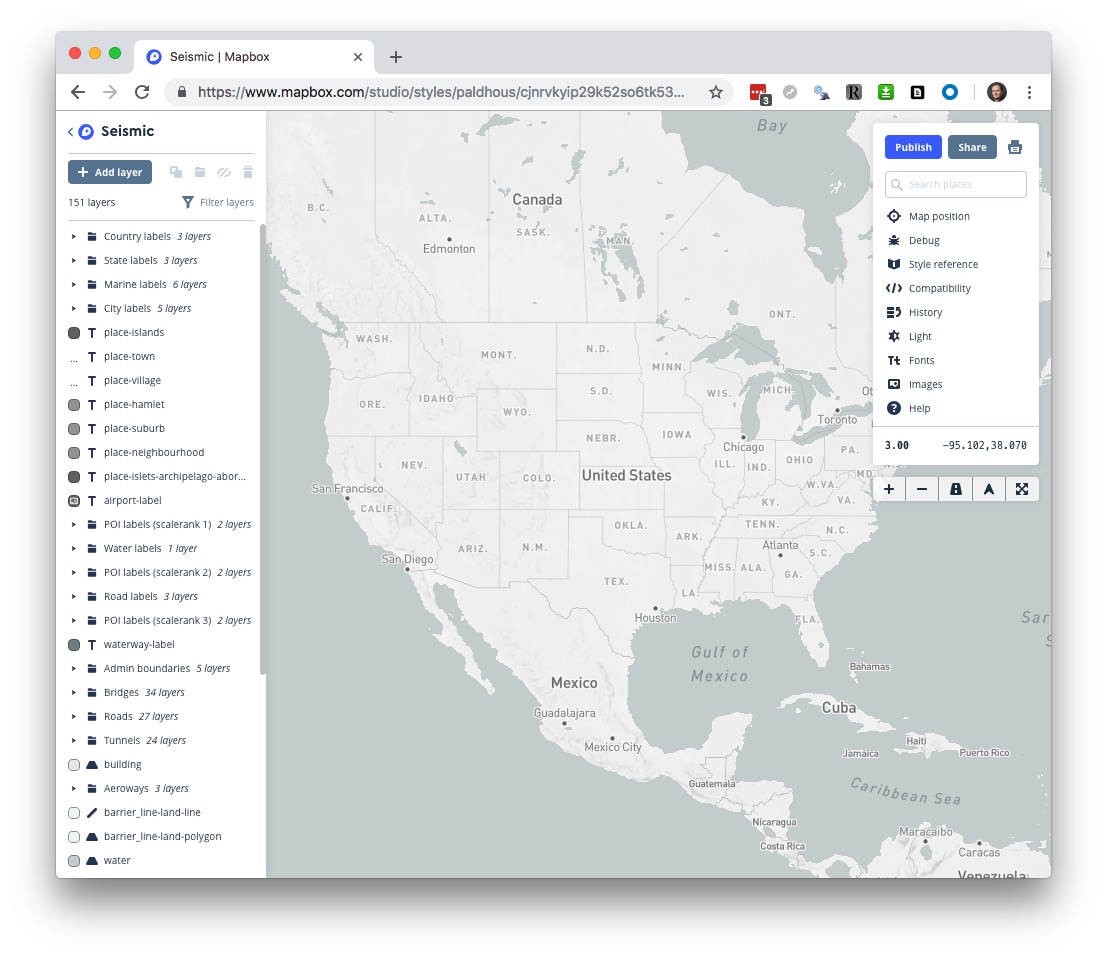 Seismic | Mapbox
https://www.mapbox.com/studio/styles/paldhous/cjnrvkyip29k52so6tk53...
3
R
Seismic
Add layer
151 layers
Filter layers
Country labels 3 layers
State labels 3 layers
Marine labels 6 layers
City labels 5 layers
place-islands
... place-town
... place-village
place-hamlet
place-suburb
place-neighbourhood
place-islets-archipelago-abor...
airport-label
POI labels (scalerank 1) 2 layers
Water labels 1 layer
POI labels (scalerank 2) 2 layers
Road labels 3 layers
POI labels (scalerank 3) 2 layers
waterway-label
Admin boundaries 5 layers
Bridges 34 layers
Roads 27 layers
Tunnels 24 layers
building
Aeroways 3 layers
barrier_line-land-line
barrier_line-land-polygon
water
Publish
Share
Search places
Map position
Debug
Style reference
Compatibility
History
Light
Fonts
Images
Help
3.00 −95.102,38.070
Bay
Canada
B.C.
ALTA.
SASK.
MAN.
Edmonton
ONT.
WASH.
MONT.
N.D.
MINN.
ORE.
IDAHO
WYO.
S.D.
WIS.
MICH.
Toronto
NEBR.
IOWA
Chicago
ILL.
IND.
OHIO
PA.
NEV.
UTAH
COLO.
United States
W.VA.
MD.
VA.
KY.
San Francisco
CALIF.
OKLA.
ARK.
TENN.
N.C.
San Diego
ARIZ.
N.M.
Atlanta
S.C.
TEX.
MISS.
ALA.
GA.
LA.
Houston
FLA.
Gulf of
Mexico
Sar
Bahamas
Mexico
Cuba
Guadalajara
Mexico City
Haiti
Jamaica
Puerto Rico
Guatemala
Caribbean Sea
Nicaragua
Costa Rica
Maracaibo
Caracas
Venezuela